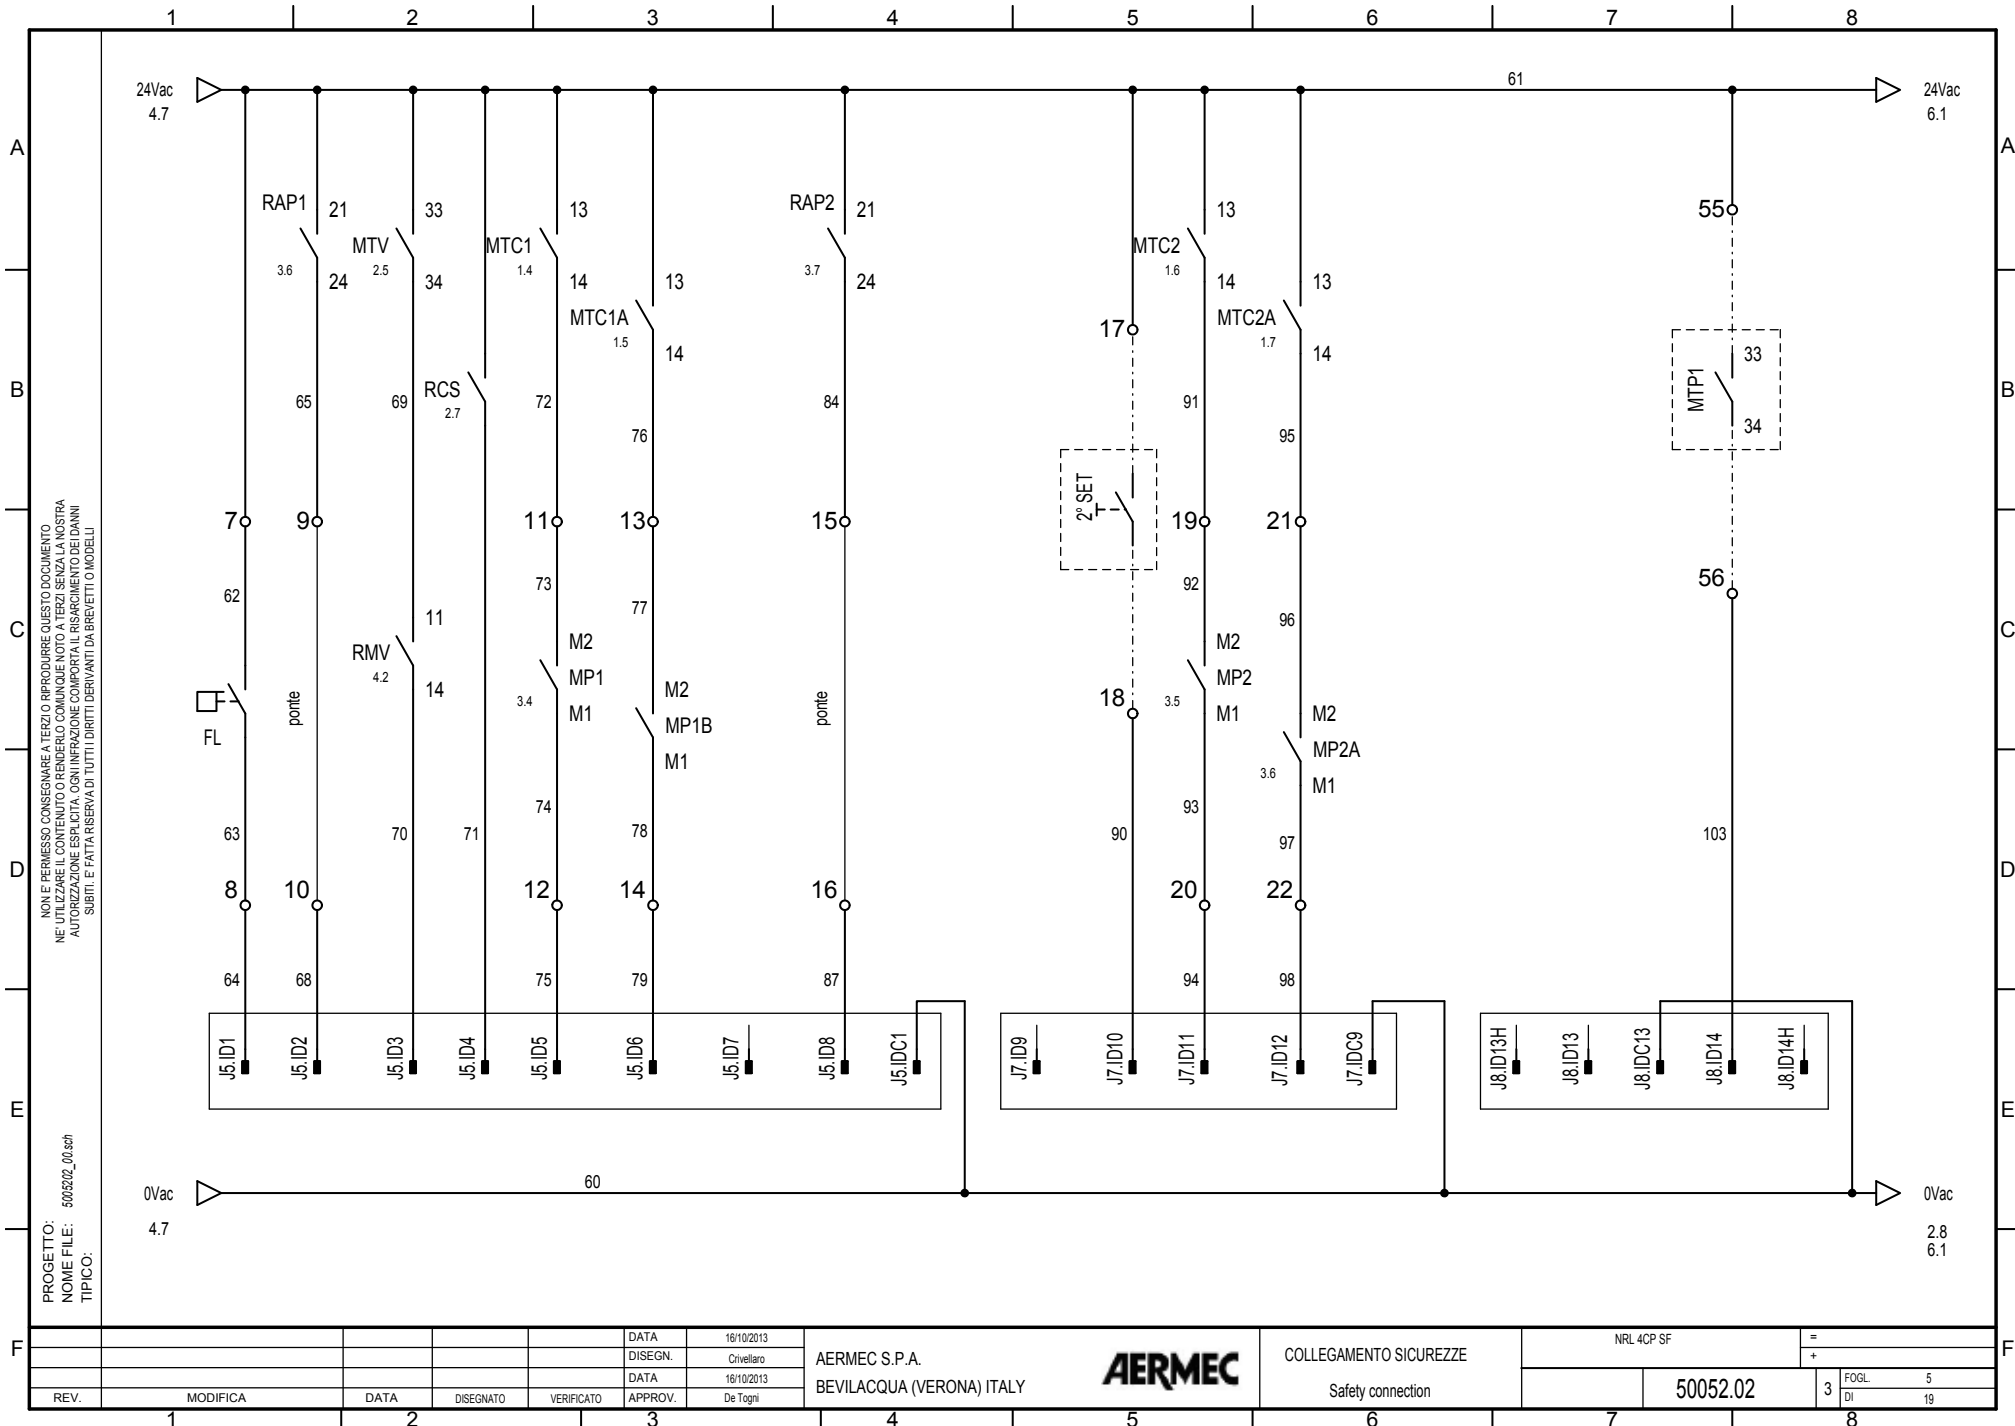 1 2 3 4 5 6 7 8
24Vac
4.7
61
24Vac
6.1
A A
RAP1 21
3.6 24
MTV 33
2.5 34
MTC1 13
1.4 14
MTC1A 13
1.5 14
RAP2 21
3.7 24
MTC2 13
1.6 14
MTC2A 13
1.7 14
55
17
B B
RCS
2.7
65 69 72 76 84 91 95
MTP1
33
34
2° SET
7 9 11 13 15 19 21
62 73 77 92 96
56
C C
RMV 11
4.2 14
FL
ponte
M2
MP1
3.4
M1
M2
MP1B
M1
ponte
18
M2
MP2
3.5
M1
M2
MP2A
3.6
M1
63 70 71 74 78 90 93 97 103
D D
8 10 12 14 16 20 22
64 68 75 79 87 94 98
J5.ID1 J5.ID2 J5.ID3 J5.ID4 J5.ID5 J5.ID6 J5.ID7 J5.ID8 J5.IDC1
J7.ID9 J7.ID10 J7.ID11 J7.ID12 J7.IDC9
J8.ID13H J8.ID13 J8.IDC13 J8.ID14 J8.ID14H
E E
0Vac
4.7
60
0Vac
2.8
6.1
NON E' PERMESSO CONSEGNARE A TERZI O RIPRODURRE QUESTO DOCUMENTO
NE' UTILIZZARE IL CONTENUTO O RENDERLO COMUNQUE NOTO A TERZI SENZA LA NOSTRA
AUTORIZZAZIONE ESPLICITA. OGNI INFRAZIONE COMPORTA IL RISARCIMENTO DEI DANNI
SUBITI. E' FATTA RISERVA DI TUTTI I DIRITTI DERIVANTI DA BREVETTI O MODELLI
PROGETTO:
NOME FILE: 5005202_00.sch
TIPICO:
F F
REV. MODIFICA DATA DISEGNATO VERIFICATO
DATA 16/10/2013
DISEGN. Crivellaro
DATA 16/10/2013
APPROV. De Togni
AERMEC S.P.A.
BEVILACQUA (VERONA) ITALY
AERMEC
COLLEGAMENTO SICUREZZE
Safety connection
NRL 4CP SF
=
+
50052.02
3
FOGL. 5
DI 19
1 2 3 4 5 6 7 8